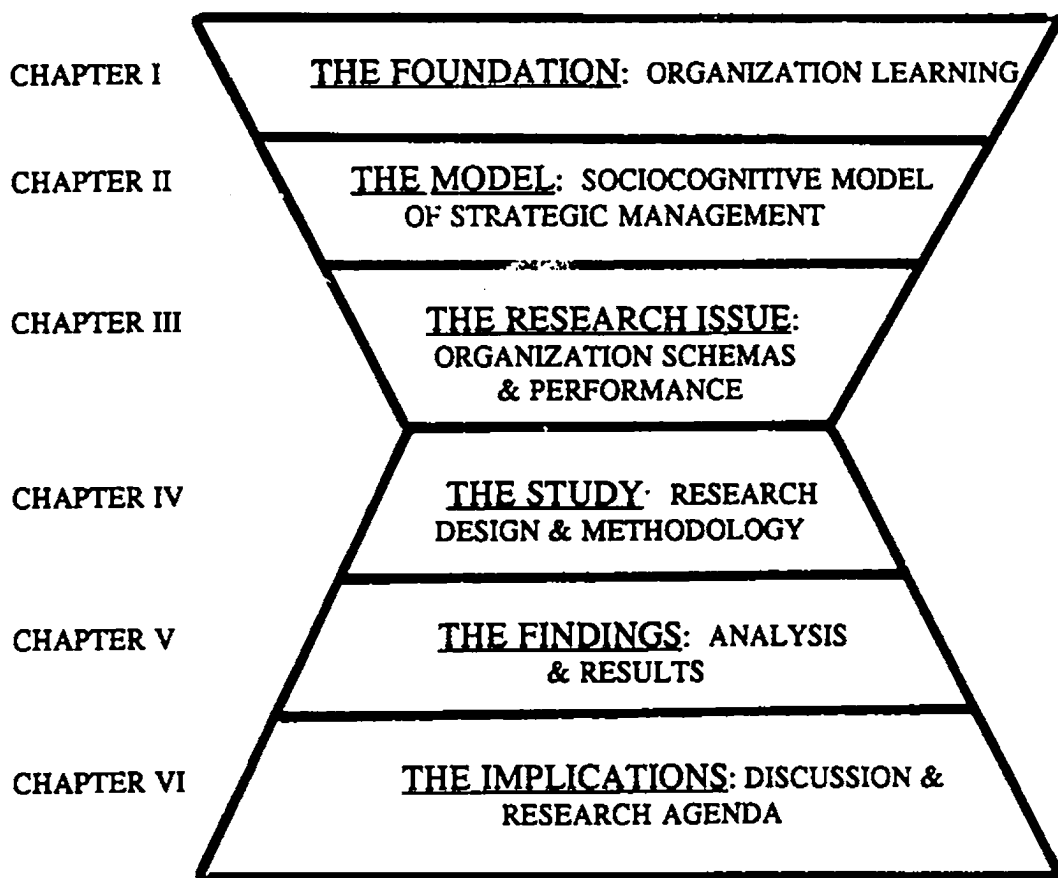 CHAPTER I THE FOUNDATION: ORGANIZATION LEARNING
CHAPTER II THE MODEL: SOCIOCOGNITIVE MODEL
OF STRATEGIC MANAGEMENT
CHAPTER III THE RESEARCH ISSUE:
ORGANIZATION SCHEMAS
& PERFORMANCE
CHAPTER IV THE STUDY: RESEARCH
DESIGN & METHODOLOGY
CHAPTER V THE FINDINGS: ANALYSIS
& RESULTS
CHAPTER VI THE IMPLICATIONS: DISCUSSION &
RESEARCH AGENDA